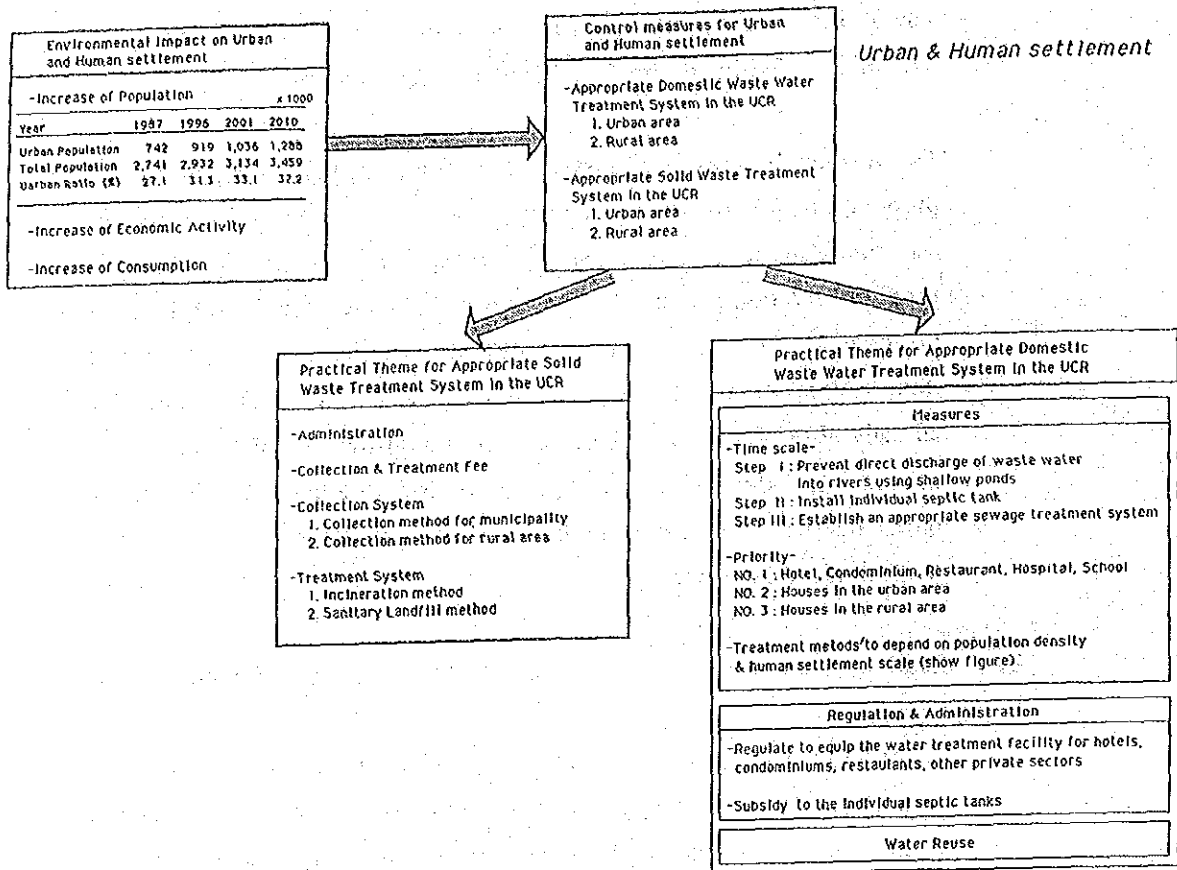 Environmental Impact on Urban
and Human settlement
-Increase of Population
x 1000
Year 1987 1996 2001 2010
Urban Population 742 919 1,036 1,288
Total Population 2,741 2,932 3,134 3,459
Uarban Ratio (%) 27.1 31.3 33.1 37.2
-Increase of Economic Activity
-Increase of Consumption
Control measures for Urban
and Human settlement
-Appropriate Domestic Waste Water
Treatment System in the UCR
1. Urban area
2. Rural area
-Appropriate Solid Waste Treatment
System in the UCR
1. Urban area
2. Rural area
Urban & Human settlement
Practical Theme for Appropriate Solid
Waste Treatment System in the UCR
-Administration
-Collection & Treatment Fee
-Collection System
1. Collection method for municipality
2. Collection method for rural area
-Treatment System
1. Incineration method
2. Sanitary Landfill method
Practical Theme for Appropriate Domestic
Waste Water Treatment System in the UCR
Measures
-Time scale-
Step I : Prevent direct discharge of waste water
into rivers using shallow ponds
Step II : Install individual septic tank
Step III : Establish an appropriate sewage treatment system
-Priority-
NO. 1 : Hotel, Condominium, Restaurant, Hospital, School
NO. 2 : Houses in the urban area
NO. 3 : Houses in the rural area
-Treatment metods to depend on population density
& human settlement scale (show figure)
Regulation & Administration
-Regulate to equip the water treatment facility for hotels,
condominiums, restautants, other private sectors
-Subsidy to the individual septic tanks
Water Reuse